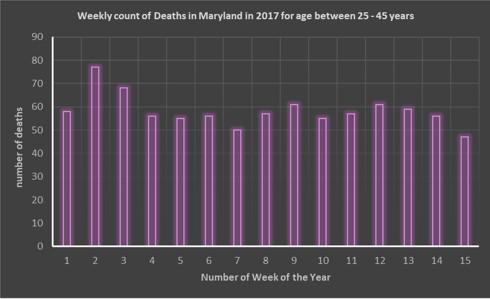 Weekly count of Deaths in Maryland in 2017 for age between 25 - 45 years
number of deaths
90
80
70
60
50
40
30
20
10
0
1 2 3 4 5 6 7 8 9 10 11 12 13 14 15
Number of Week of the Year